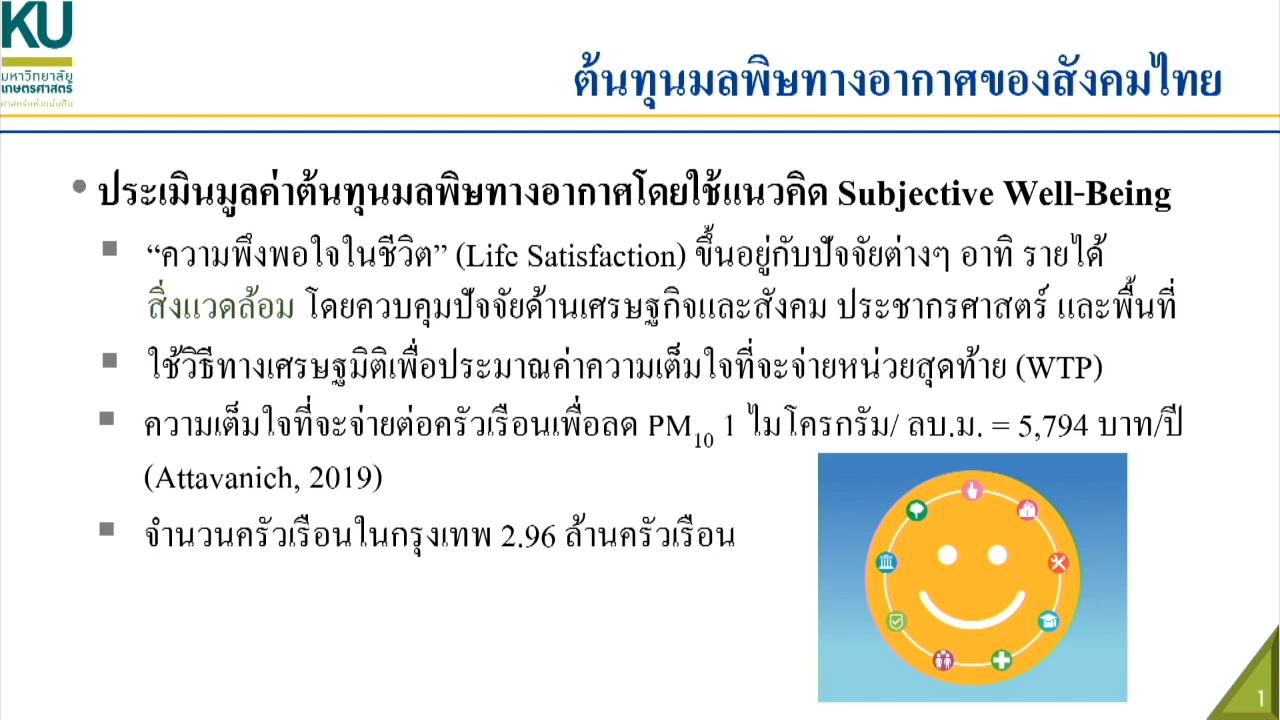 KU
มหาวิทยาลัย
เกษตรศาสตร์
ศาสตร์แห่งแผ่นดิน
ต้นทุนมลพิษทางอากาศของสังคมไทย
• ประเมินมูลค่าต้นทุนมลพิษทางอากาศโดยใช้แนวคิด Subjective Well-Being
▪ “ความพึงพอใจในชีวิต” (Life Satisfaction) ขึ้นอยู่กับปัจจัยต่างๆ อาทิ รายได้
สิ่งแวดล้อม โดยควบคุมปัจจัยด้านเศรษฐกิจและสังคม ประชากรศาสตร์ และพื้นที่
▪ ใช้วิธีทางเศรษฐมิติเพื่อประมาณค่าความเต็มใจที่จะจ่ายหน่วยสุดท้าย (WTP)
▪ ความเต็มใจที่จะจ่ายต่อครัวเรือนเพื่อลด PM10 1 ไมโครกรัม/ ลบ.ม. = 5,794 บาท/ปี
(Attavanich, 2019)
▪ จำนวนครัวเรือนในกรุงเทพ 2.96 ล้านครัวเรือน
1